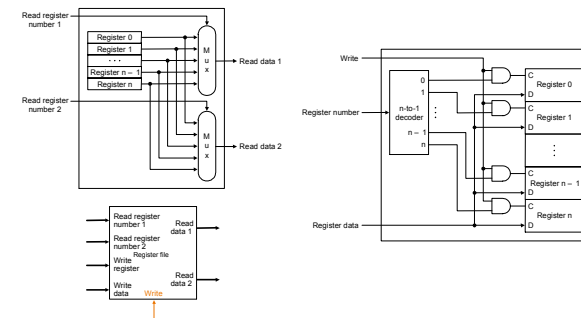 Read register
number 1
Register 0
Register 1
· · ·
Register n – 1
Register n
M
u
x
Read data 1
Read register
number 2
M
u
x
Read data 2
Read register
number 1
Read register
number 2
Register file
Write
register
Write
data
Write
Read
data 1
Read
data 2
Write
Register number
n-to-1
decoder
0
1
n – 1
n
C
Register 0
D
C
Register 1
D
C
Register n – 1
D
C
Register n
D
Register data